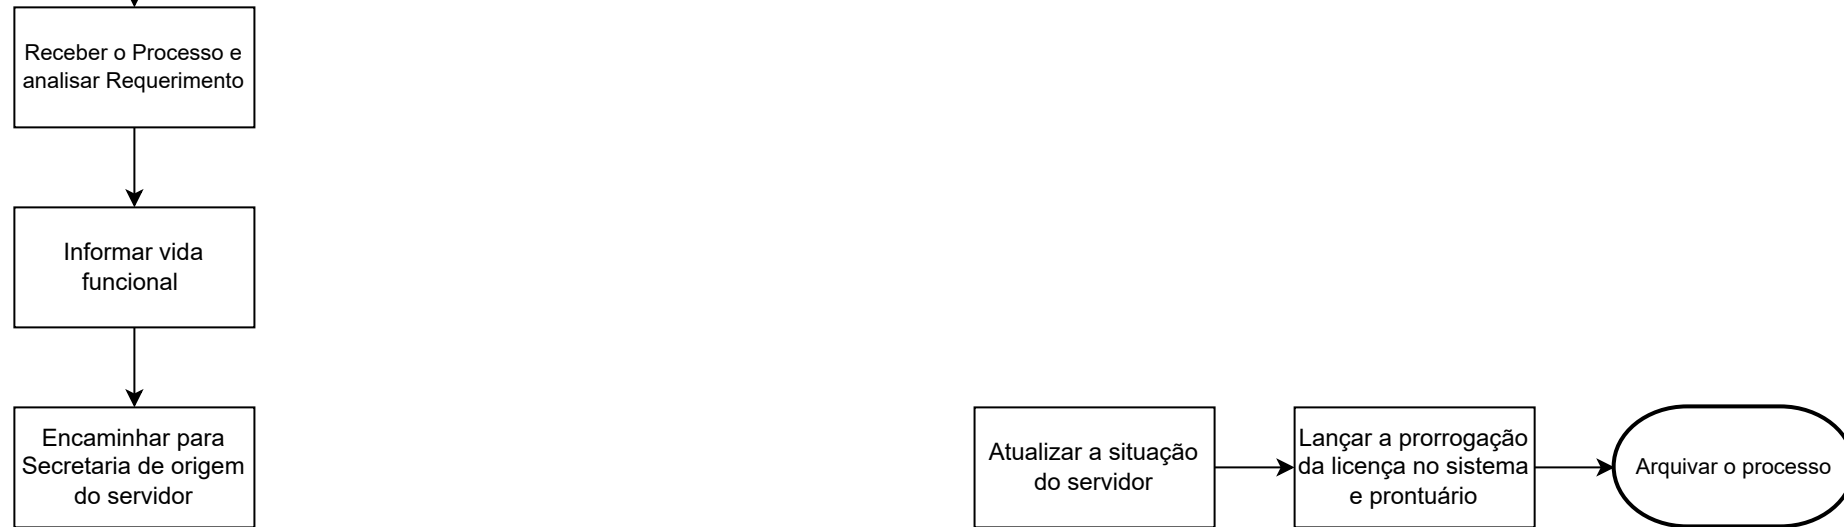 Receber o Processo e
analisar Requerimento
Informar vida
funcional
Encaminhar para
Secretaria de origem
do servidor
Atualizar a situação
do servidor
Lançar a prorrogação
da licença no sistema
e prontuário
Arquivar o processo